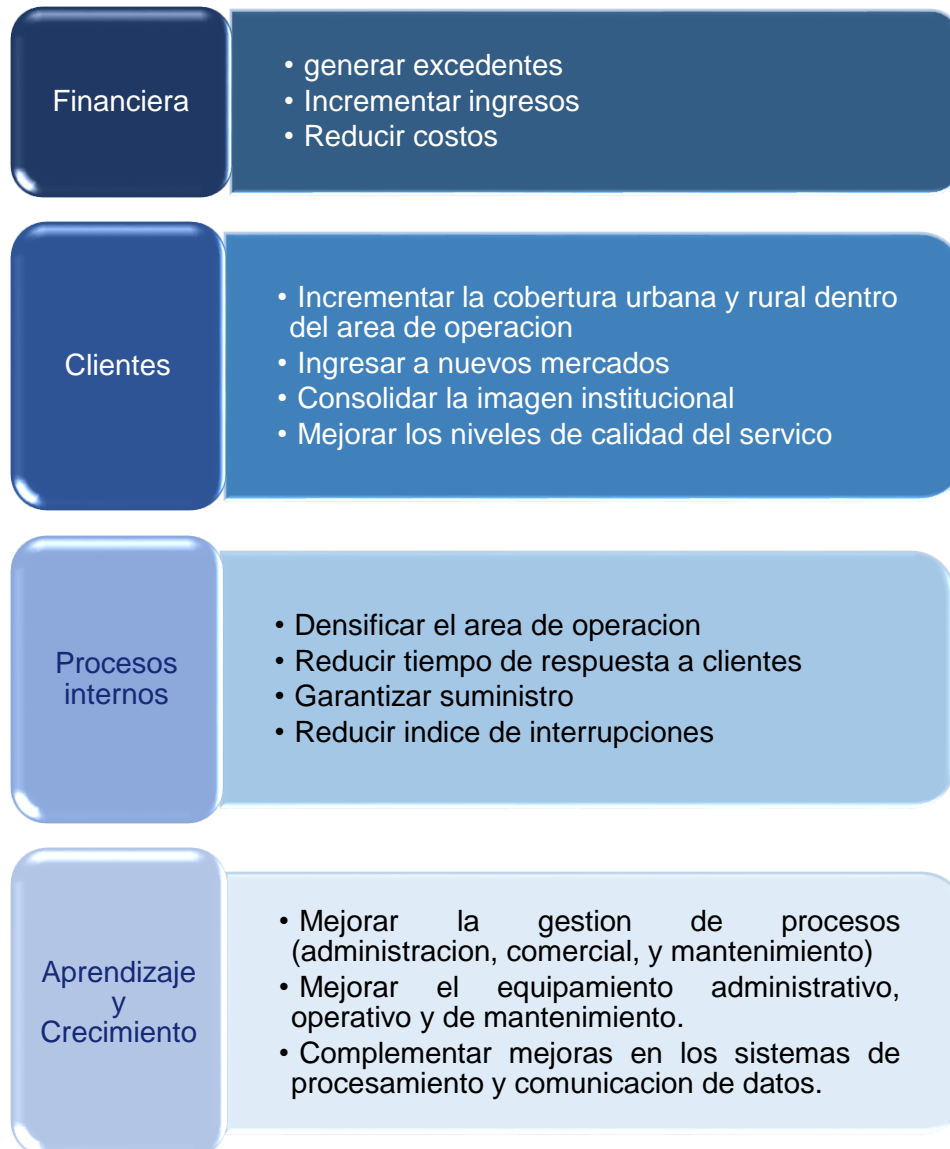 Financiera
• generar excedentes
• Incrementar ingresos
• Reducir costos
Clientes
• Incrementar la cobertura urbana y rural dentro
del area de operacion
• Ingresar a nuevos mercados
• Consolidar la imagen institucional
• Mejorar los niveles de calidad del servico
Procesos
internos
• Densificar el area de operacion
• Reducir tiempo de respuesta a clientes
• Garantizar suministro
• Reducir indice de interrupciones
Aprendizaje
y
Crecimiento
• Mejorar la gestion de procesos
(administracion, comercial, y mantenimiento)
• Mejorar el equipamiento administrativo,
operativo y de mantenimiento.
• Complementar mejoras en los sistemas de
procesamiento y comunicacion de datos.